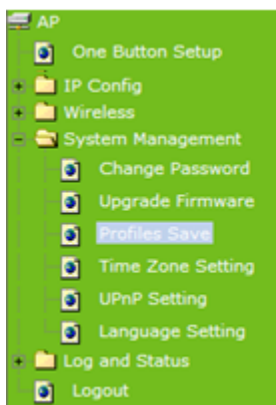 AP
One Button Setup
IP Config
Wireless
System Management
Change Password
Upgrade Firmware
Profiles Save
Time Zone Setting
UPnP Setting
Language Setting
Log and Status
Logout